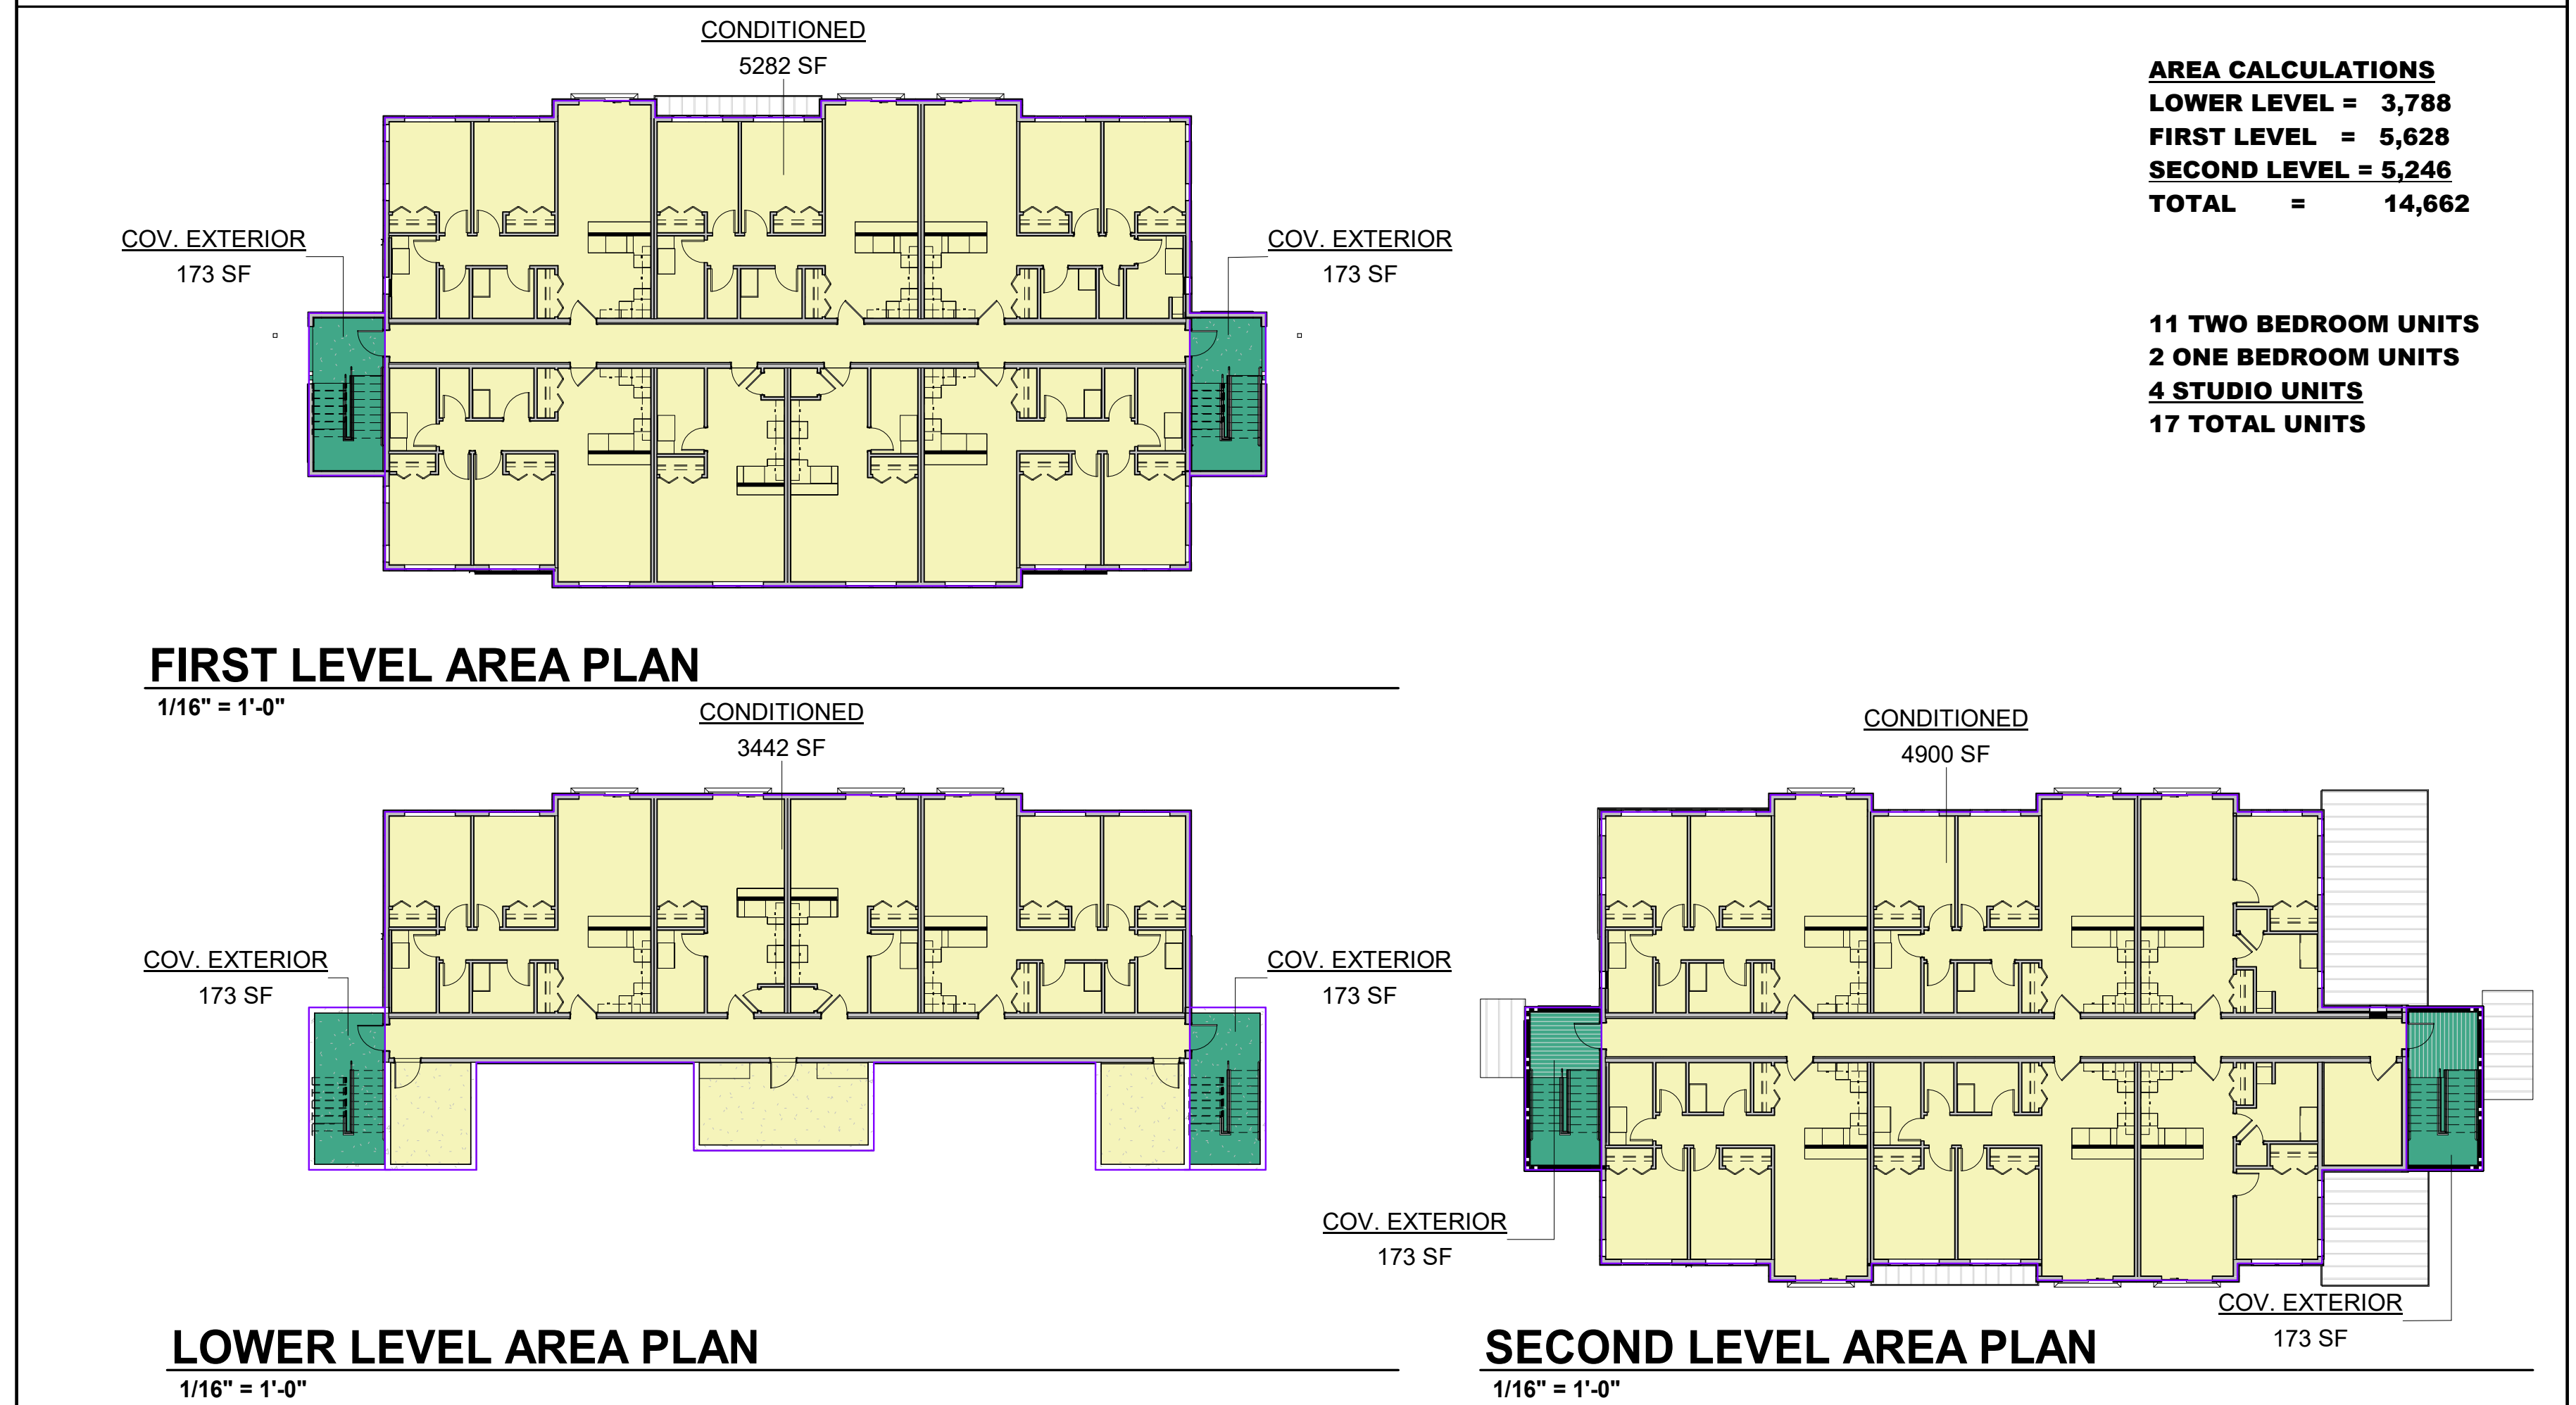 CONDITIONED
5282 SF
COV. EXTERIOR
173 SF
COV. EXTERIOR
173 SF
FIRST LEVEL AREA PLAN
1/16" = 1'-0"
AREA CALCULATIONS
LOWER LEVEL = 3,788
FIRST LEVEL = 5,628
SECOND LEVEL = 5,246
TOTAL = 14,662
11 TWO BEDROOM UNITS
2 ONE BEDROOM UNITS
4 STUDIO UNITS
17 TOTAL UNITS
CONDITIONED
3442 SF
COV. EXTERIOR
173 SF
COV. EXTERIOR
173 SF
LOWER LEVEL AREA PLAN
1/16" = 1'-0"
CONDITIONED
4900 SF
COV. EXTERIOR
173 SF
COV. EXTERIOR
173 SF
SECOND LEVEL AREA PLAN
1/16" = 1'-0"